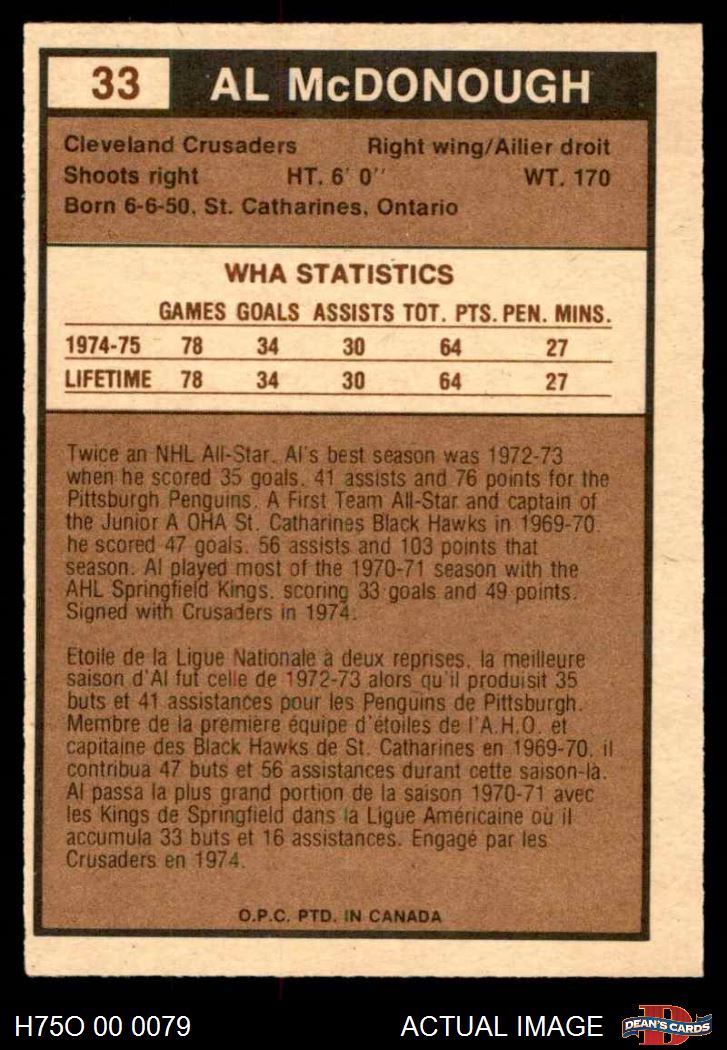 33 AL McDONOUGH
Cleveland Crusaders Right wing/Ailier droit
Shoots right HT. 6' 0'' WT. 170
Born 6-6-50, St. Catharines, Ontario
WHA STATISTICS
GAMES GOALS ASSISTS TOT. PTS. PEN. MINS.
1974-75 78 34 30 64 27
LIFETIME 78 34 30 64 27
Twice an NHL All-Star, Al's best season was 1972-73
when he scored 35 goals, 41 assists and 76 points for the
Pittsburgh Penguins. A First Team All-Star and captain of
the Junior A OHA St. Catharines Black Hawks in 1969-70,
he scored 47 goals, 56 assists and 103 points that
season. Al played most of the 1970-71 season with the
AHL Springfield Kings, scoring 33 goals and 49 points.
Signed with Crusaders in 1974.
Etoile de la Ligue Nationale à deux reprises, la meilleure
saison d'Al fut celle de 1972-73 alors qu'il produisit 35
buts et 41 assistances pour les Penguins de Pittsburgh.
Membre de la première équipe d'étoiles de l'A.H.O. et
capitaine des Black Hawks de St. Catharines en 1969-70, il
contribua 47 buts et 56 assistances durant cette saison-là.
Al passa la plus grand portion de la saison 1970-71 avec
les Kings de Springfield dans la Ligue Américaine où il
accumula 33 buts et 16 assistances. Engagé par les
Crusaders en 1974.
O.P.C. PTD. IN CANADA
H75O 00 0079 ACTUAL IMAGE D DEAN'S CARDS